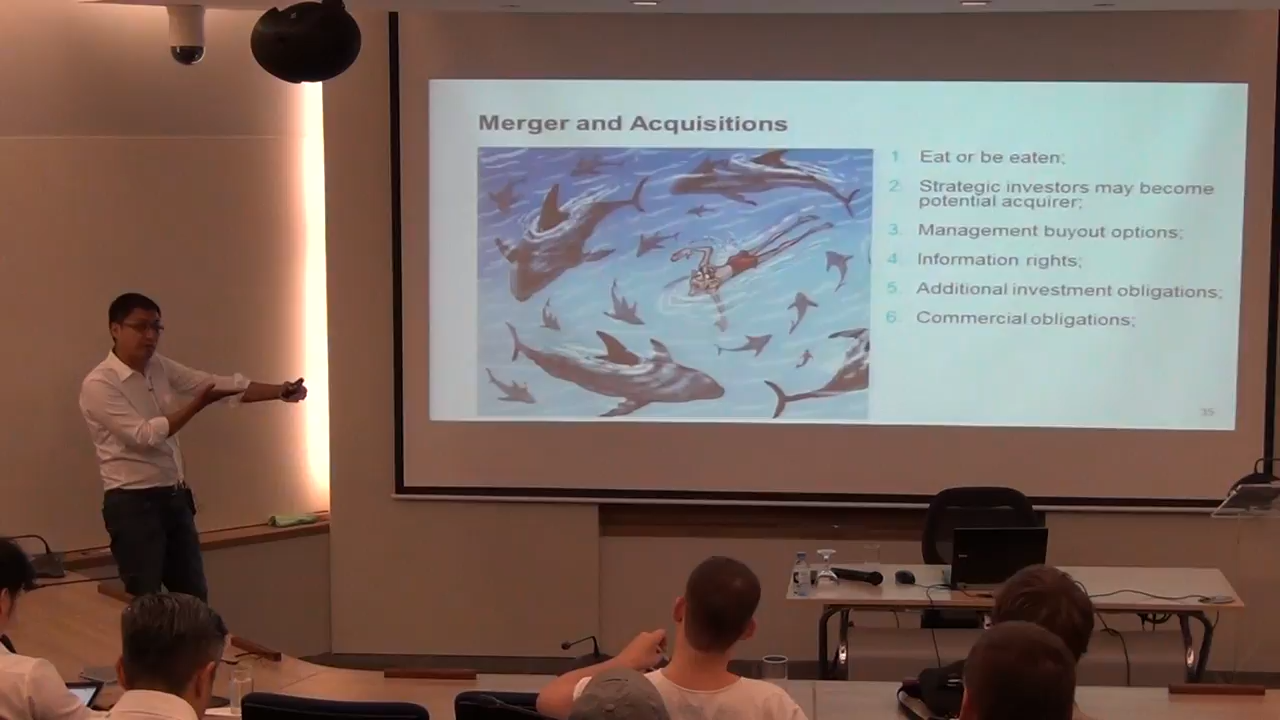 Merger and Acquisitions
1. Eat or be eaten;
2. Strategic investors may become
potential acquirer;
3. Management buyout options;
4. Information rights;
5. Additional investment obligations;
6. Commercial obligations;
35